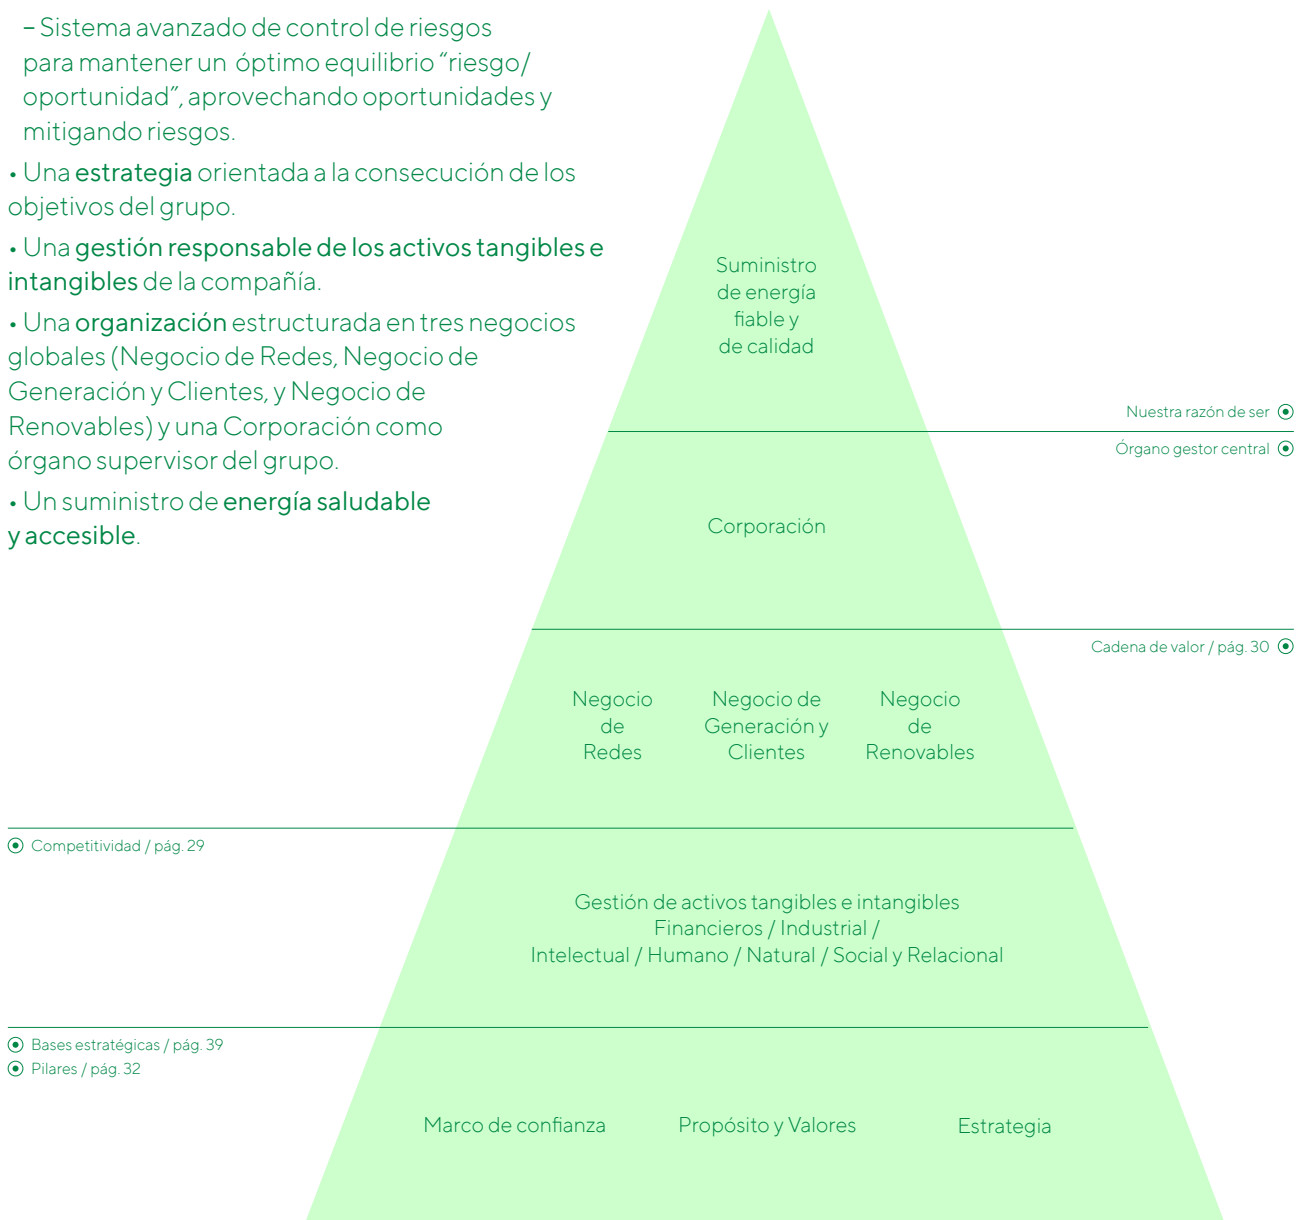 – Sistema avanzado de control de riesgos
para mantener un óptimo equilibrio “riesgo/
oportunidad”, aprovechando oportunidades y
mitigando riesgos.
• Una estrategia orientada a la consecución de los
objetivos del grupo.
• Una gestión responsable de los activos tangibles e
intangibles de la compañía.
• Una organización estructurada en tres negocios
globales (Negocio de Redes, Negocio de
Generación y Clientes, y Negocio de
Renovables) y una Corporación como
órgano supervisor del grupo.
• Un suministro de energía saludable
y accesible.
Suministro
de energía
fiable y
de calidad
Nuestra razón de ser
Órgano gestor central
Corporación
Cadena de valor / pág. 30
Negocio
de
Redes
Negocio de
Generación y
Clientes
Negocio
de
Renovables
Competitividad / pág. 29
Gestión de activos tangibles e intangibles
Financieros / Industrial /
Intelectual / Humano / Natural / Social y Relacional
Bases estratégicas / pág. 39
Pilares / pág. 32
Marco de confianza
Propósito y Valores
Estrategia